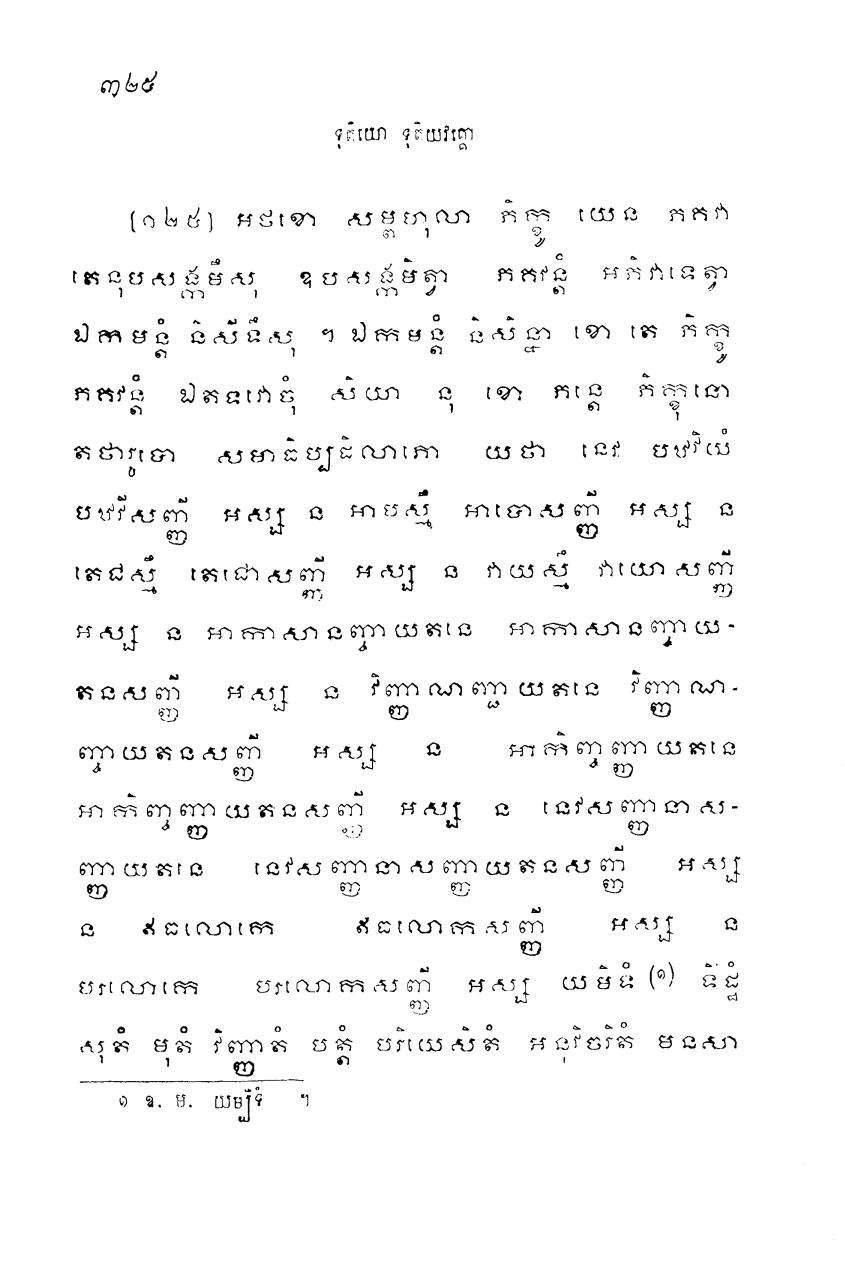 ៣២៥
ទុតិយោ ទុតិយវគ្គោ
(១២៥) អថខោ សម្ពហុលា ភិក្ខូ យេន ភគវា
តេនុបសង្កមឹសុ ឧបសង្កមិត្វា ភគវន្តំ អភិវាទេត្វា
ឯកមន្តំ និសីទឹសុ ។ ឯកមន្តំ និសិន្នា ខោ តេ ភិក្ខូ
ភគវន្តំ ឯតទវោចុំ សិយា នុ ខោ ភន្តេ ភិក្ខុនោ
តថារូបោ សមាធិប្បដិលាភោ យថា នេវ បឋវិយំ
បឋវីសញ្ញី អស្ស ន អាបស្មឹ អាបោសញ្ញី អស្ស ន
តេជស្មឹ តេជោសញ្ញី អស្ស ន វាយស្មឹ វាយោសញ្ញី
អស្ស ន អាកាសានញ្ចាយតនេ អាកាសានញ្ចាយ-
តនសញ្ញី អស្ស ន វិញ្ញាណញ្ចាយតនេ វិញ្ញាណ-
ញ្ចាយតនសញ្ញី អស្ស ន អាកិញ្ចញ្ញាយតនេ
អាកិញ្ចញ្ញាយតនសញ្ញី អស្ស ន នេវសញ្ញានាស-
ញ្ញាយតនេ នេវសញ្ញានាសញ្ញាយតនសញ្ញី អស្ស
ន ឥធលោកេ ឥធលោកសញ្ញី អស្ស ន
បរលោកេ បរលោកសញ្ញី អស្ស យមិទំ (១) ទិដ្ឋំ
សុតំ មុតំ វិញ្ញាតំ បត្តំ បរិយេសិតំ អនុវិចរិតំ មនសា
១ ឱ. ម. យម្បីទំ ។